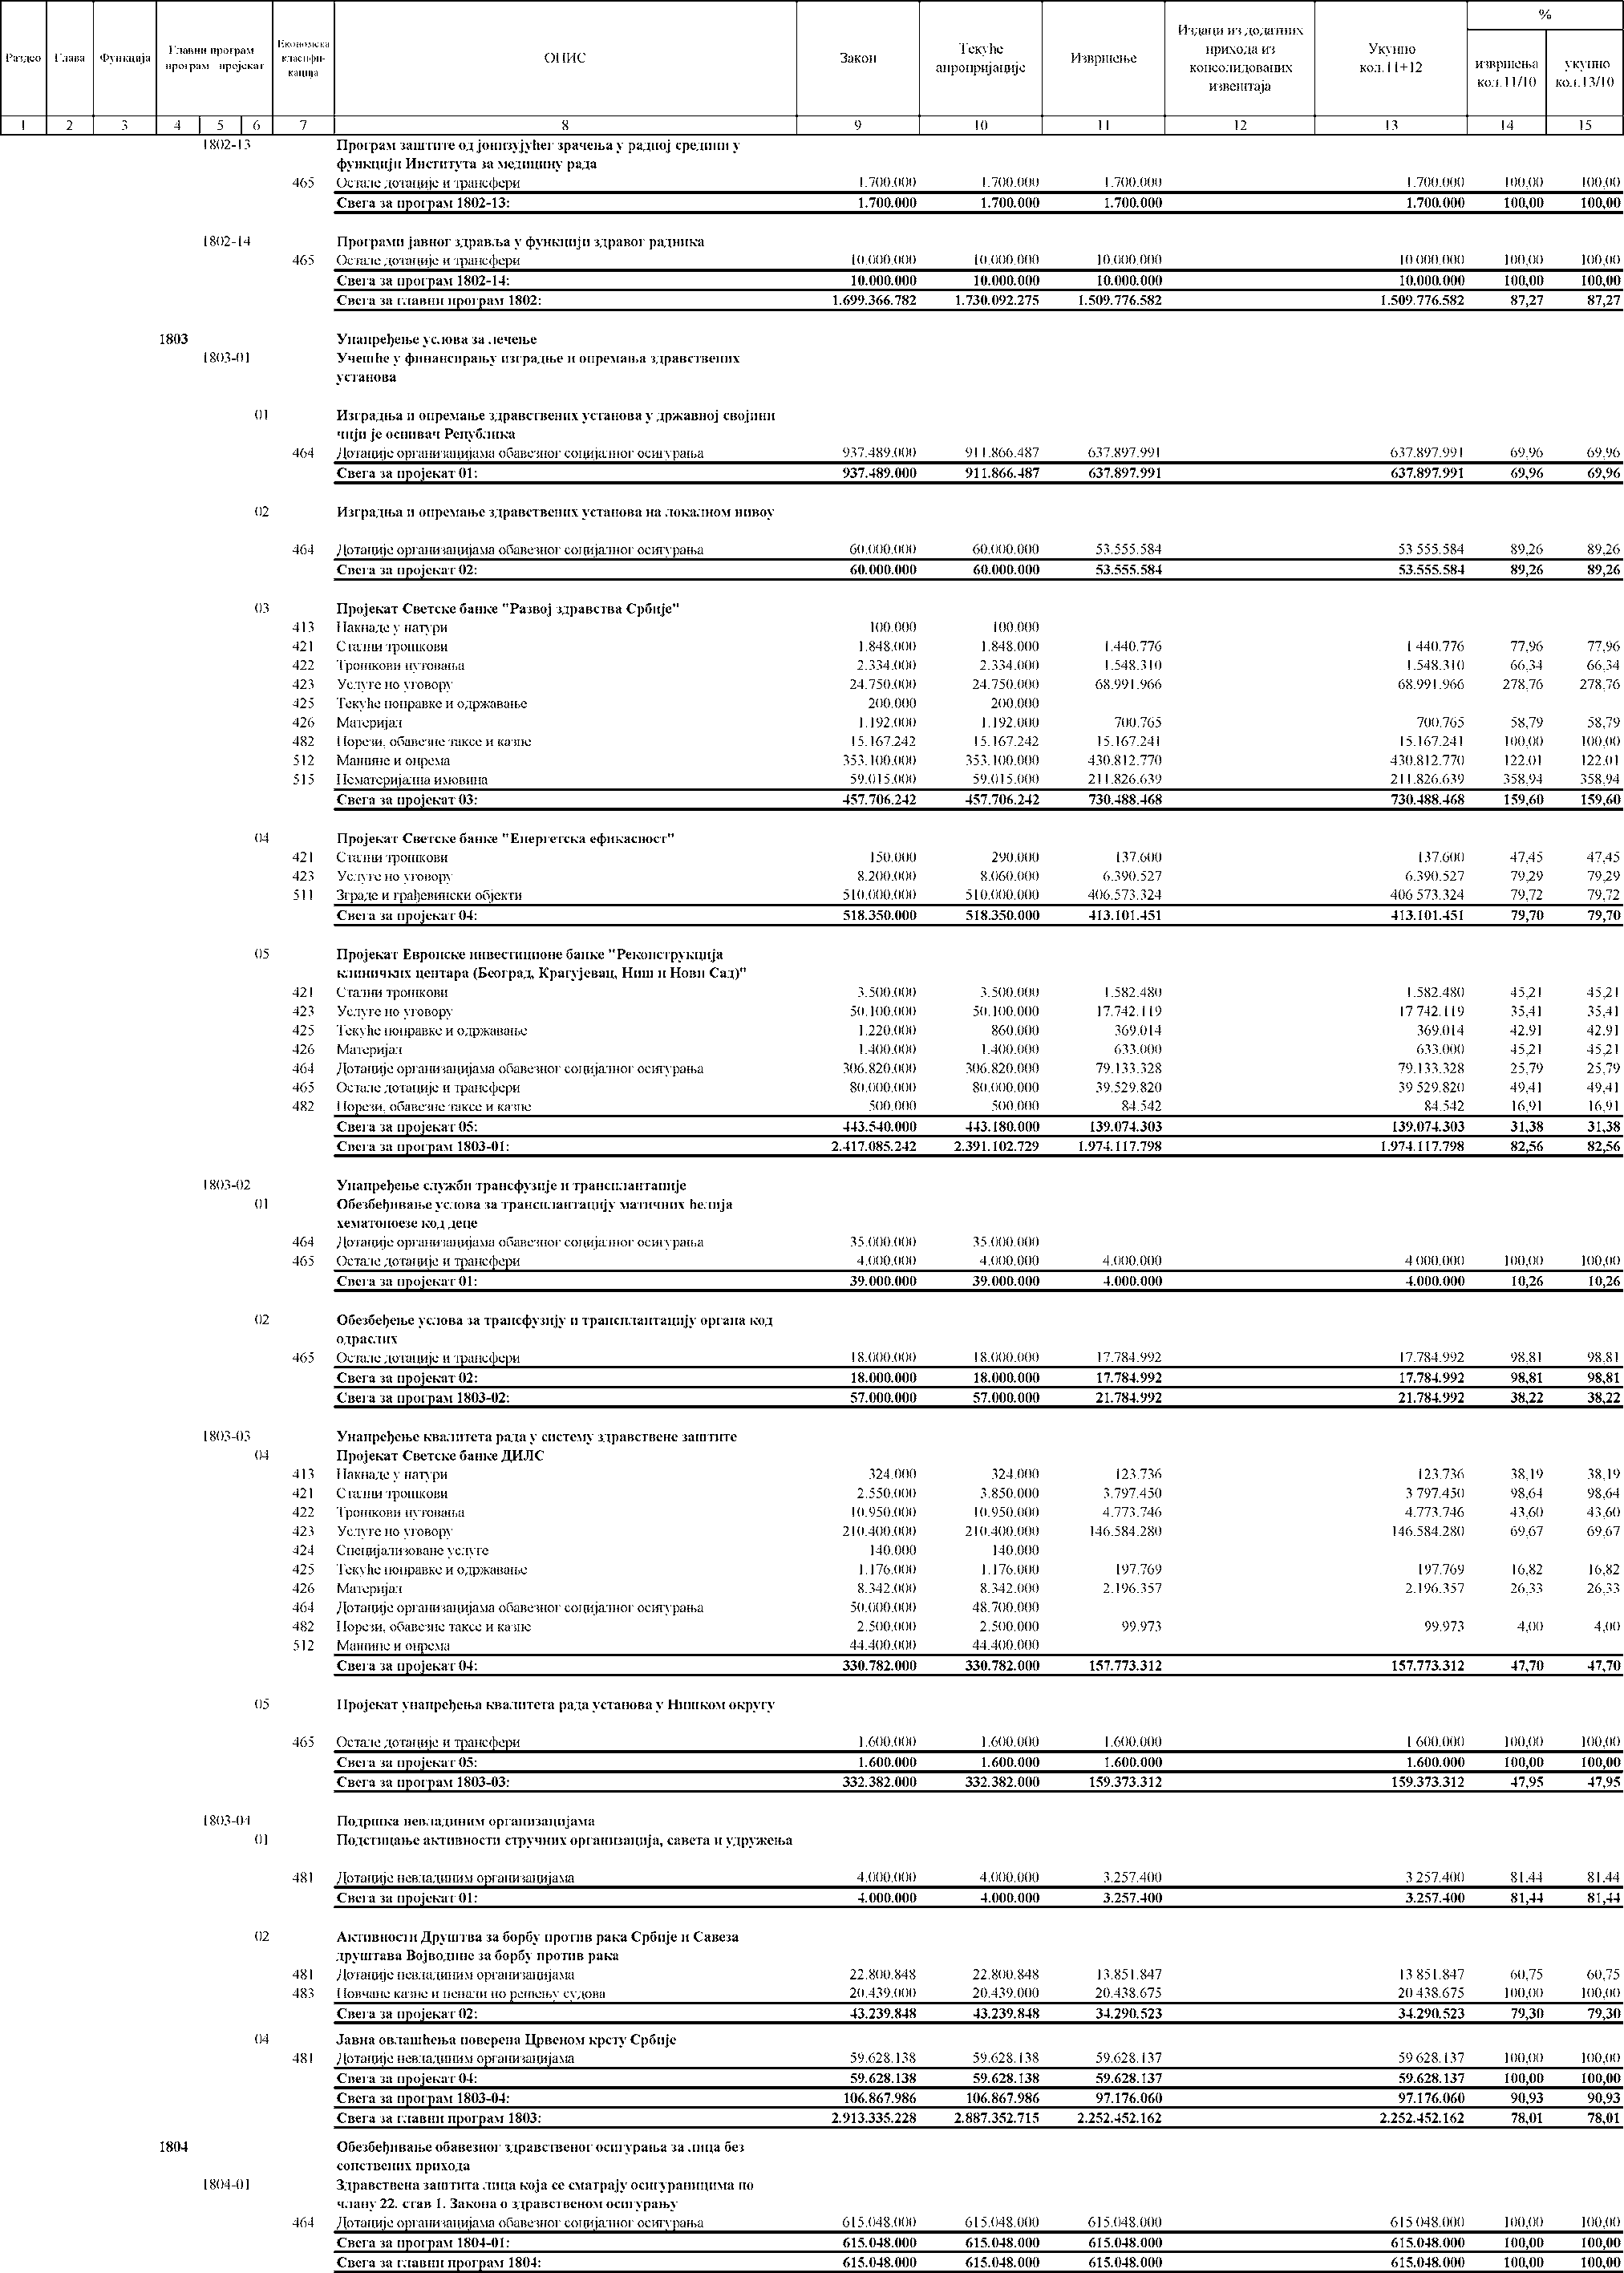 Раздео Глава Функција Главни програм програм пројекат Економска класифи-кација ОПИС Закон Текуће апропријације Извршење Издаци из додатних прихода из консолидованих извештаја Укупно кол.11+12 % извршења кол.11/10 укупно кол.13/10
1 2 3 4 5 6 7 8 9 10 11 12 13 14 15
1802-13 Програм заштите од јонизујућег зрачења у радној средини у
функцији Института за медицину рада
465 Остале дотације и трансфери 1.700.000 1.700.000 1.700.000 1.700.000 100,00 100,00
Свега за програм 1802-13: 1.700.000 1.700.000 1.700.000 1.700.000 100,00 100,00
1802-14 Програми јавног здравља у функцији здравог радника
465 Остале дотације и трансфери 10.000.000 10.000.000 10.000.000 10.000.000 100,00 100,00
Свега за програм 1802-14: 10.000.000 10.000.000 10.000.000 10.000.000 100,00 100,00
Свега за главни програм 1802: 1.699.366.782 1.730.092.275 1.509.776.582 1.509.776.582 87,27 87,27
1803 Унапређење услова за лечење
1803-01 Учешће у финансирању изградње и опремања здравствених
установа
01 Изградња и опремање здравствених установа у државној својини
чији је оснивач Република
464 Дотације организацијама обавезног социјалног осигурања 937.489.000 911.866.487 637.897.991 637.897.991 69,96 69,96
Свега за пројекат 01: 937.489.000 911.866.487 637.897.991 637.897.991 69,96 69,96
02 Изградња и опремање здравствених установа на локалном нивоу
464 Дотације организацијама обавезног социјалног осигурања 60.000.000 60.000.000 53.555.584 53.555.584 89,26 89,26
Свега за пројекат 02: 60.000.000 60.000.000 53.555.584 53.555.584 89,26 89,26
03 Пројекат Светске банке "Развој здравства Србије"
413 Накнаде у натури 100.000 100.000
421 Стални трошкови 1.848.000 1.848.000 1.440.776 1.440.776 77,96 77,96
422 Трошкови путовања 2.334.000 2.334.000 1.548.310 1.548.310 66,34 66,34
423 Услуге по уговору 24.750.000 24.750.000 68.991.966 68.991.966 278,76 278,76
425 Текуће поправке и одржавање 200.000 200.000
426 Материјал 1.192.000 1.192.000 700.765 700.765 58,79 58,79
482 Порези, обавезне таксе и казне 15.167.242 15.167.242 15.167.241 15.167.241 100,00 100,00
512 Машине и опрема 353.100.000 353.100.000 430.812.770 430.812.770 122,01 122,01
515 Нематеријална имовина 59.015.000 59.015.000 211.826.639 211.826.639 358,94 358,94
Свега за пројекат 03: 457.706.242 457.706.242 730.488.468 730.488.468 159,60 159,60
04 Пројекат Светске банке "Енергетска ефикасност"
421 Стални трошкови 150.000 290.000 137.600 137.600 47,45 47,45
423 Услуге по уговору 8.200.000 8.060.000 6.390.527 6.390.527 79,29 79,29
511 Зграде и грађевински објекти 510.000.000 510.000.000 406.573.324 406.573.324 79,72 79,72
Свега за пројекат 04: 518.350.000 518.350.000 413.101.451 413.101.451 79,70 79,70
05 Пројекат Европске инвестиционе банке "Реконструкција
клиничких центара (Београд, Крагујевац, Ниш и Нови Сад)"
421 Стални трошкови 3.500.000 3.500.000 1.582.480 1.582.480 45,21 45,21
423 Услуге по уговору 50.100.000 50.100.000 17.742.119 17.742.119 35,41 35,41
425 Текуће поправке и одржавање 1.220.000 860.000 369.014 369.014 42,91 42,91
426 Материјал 1.400.000 1.400.000 633.000 633.000 45,21 45,21
464 Дотације организацијама обавезног социјалног осигурања 306.820.000 306.820.000 79.133.328 79.133.328 25,79 25,79
465 Остале дотације и трансфери 80.000.000 80.000.000 39.529.820 39.529.820 49,41 49,41
482 Порези, обавезне таксе и казне 500.000 500.000 84.542 84.542 16,91 16,91
Свега за пројекат 05: 443.540.000 443.180.000 139.074.303 139.074.303 31,38 31,38
Свега за програм 1803-01: 2.417.085.242 2.391.102.729 1.974.117.798 1.974.117.798 82,56 82,56
1803-02 Унапређење служби трансфузије и трансплантације
01 Обезбеђивање услова за трансплантацију матичних ћелија
хематопоезе код деце
464 Дотације организацијама обавезног социјалног осигурања 35.000.000 35.000.000
465 Остале дотације и трансфери 4.000.000 4.000.000 4.000.000 4.000.000 100,00 100,00
Свега за пројекат 01: 39.000.000 39.000.000 4.000.000 4.000.000 10,26 10,26
02 Обезбеђење услова за трансфузију и трансплантацију органа код
одраслих
465 Остале дотације и трансфери 18.000.000 18.000.000 17.784.992 17.784.992 98,81 98,81
Свега за пројекат 02: 18.000.000 18.000.000 17.784.992 17.784.992 98,81 98,81
Свега за програм 1803-02: 57.000.000 57.000.000 21.784.992 21.784.992 38,22 38,22
1803-03 Унапређење квалитета рада у систему здравствене заштите
04 Пројекат Светске банке ДИЛС
413 Накнаде у натури 324.000 324.000 123.736 123.736 38,19 38,19
421 Стални трошкови 2.550.000 3.850.000 3.797.450 3.797.450 98,64 98,64
422 Трошкови путовања 10.950.000 10.950.000 4.773.746 4.773.746 43,60 43,60
423 Услуге по уговору 210.400.000 210.400.000 146.584.280 146.584.280 69,67 69,67
424 Специјализоване услуге 140.000 140.000
425 Текуће поправке и одржавање 1.176.000 1.176.000 197.769 197.769 16,82 16,82
426 Материјал 8.342.000 8.342.000 2.196.357 2.196.357 26,33 26,33
464 Дотације организацијама обавезног социјалног осигурања 50.000.000 48.700.000
482 Порези, обавезне таксе и казне 2.500.000 2.500.000 99.973 99.973 4,00 4,00
512 Машине и опрема 44.400.000 44.400.000
Свега за пројекат 04: 330.782.000 330.782.000 157.773.312 157.773.312 47,70 47,70
05 Пројекат унапређења квалитета рада установа у Нишком округу
465 Остале дотације и трансфери 1.600.000 1.600.000 1.600.000 1.600.000 100,00 100,00
Свега за пројекат 05: 1.600.000 1.600.000 1.600.000 1.600.000 100,00 100,00
Свега за програм 1803-03: 332.382.000 332.382.000 159.373.312 159.373.312 47,95 47,95
1803-04 Подршка невладиним организацијама
01 Подстицање активности стручних организација, савета и удружења
481 Дотације невладиним организацијама 4.000.000 4.000.000 3.257.400 3.257.400 81,44 81,44
Свега за пројекат 01: 4.000.000 4.000.000 3.257.400 3.257.400 81,44 81,44
02 Активности Друштва за борбу против рака Србије и Савеза
друштава Војводине за борбу против рака
481 Дотације невладиним организацијама 22.800.848 22.800.848 13.851.847 13.851.847 60,75 60,75
483 Новчане казне и пенали по решењу судова 20.439.000 20.439.000 20.438.675 20.438.675 100,00 100,00
Свега за пројекат 02: 43.239.848 43.239.848 34.290.523 34.290.523 79,30 79,30
04 Јавна овлашћења поверена Црвеном крсту Србије
481 Дотације невладиним организацијама 59.628.138 59.628.138 59.628.137 59.628.137 100,00 100,00
Свега за пројекат 04: 59.628.138 59.628.138 59.628.137 59.628.137 100,00 100,00
Свега за програм 1803-04: 106.867.986 106.867.986 97.176.060 97.176.060 90,93 90,93
Свега за главни програм 1803: 2.913.335.228 2.887.352.715 2.252.452.162 2.252.452.162 78,01 78,01
1804 Обезбеђивање обавезног здравственог осигурања за лица без
сопствених прихода
1804-01 Здравствена заштита лица која се сматрају осигураницима по
члану 22. став 1. Закона о здравственом осигурању
464 Дотације организацијама обавезног социјалног осигурања 615.048.000 615.048.000 615.048.000 615.048.000 100,00 100,00
Свега за програм 1804-01: 615.048.000 615.048.000 615.048.000 615.048.000 100,00 100,00
Свега за главни програм 1804: 615.048.000 615.048.000 615.048.000 615.048.000 100,00 100,00